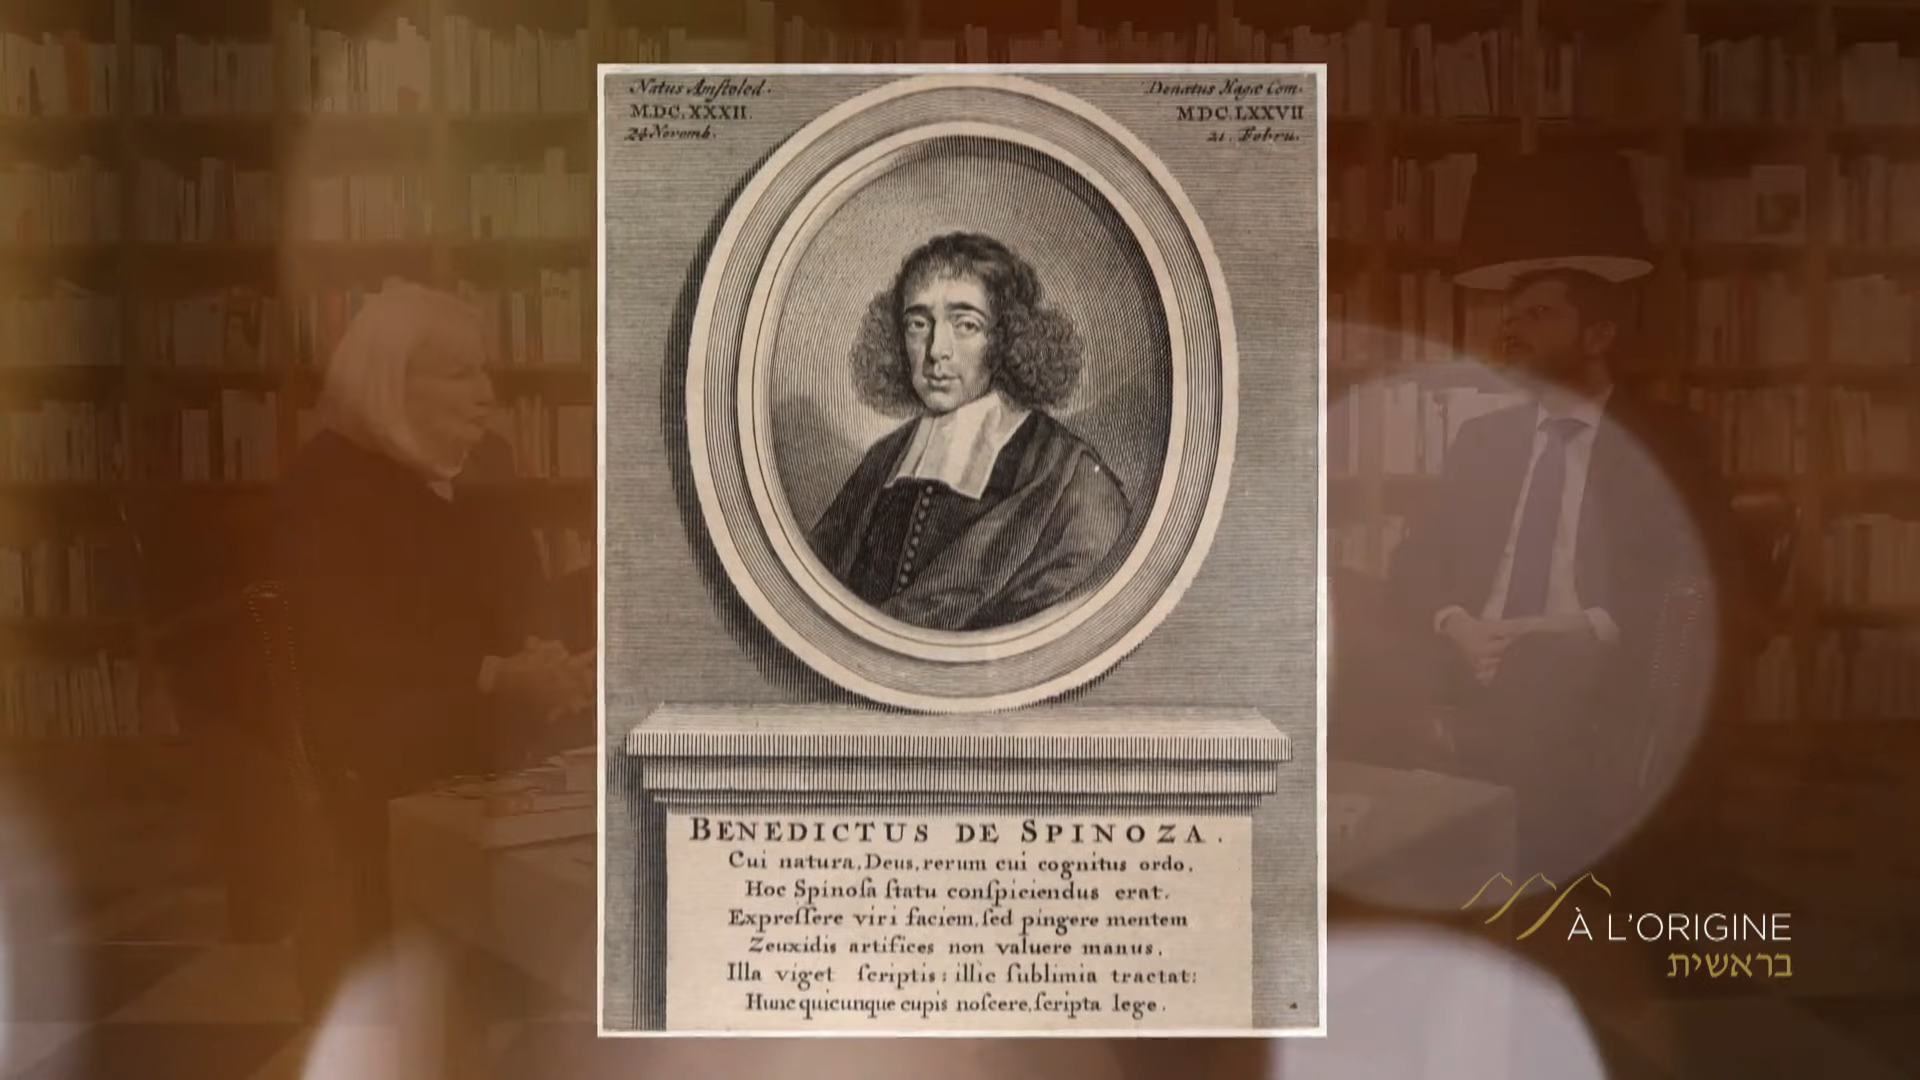 Natus Amſtelod.
M.DC.XXXII.
24 Novemb.
Denatus Hagæ Com.
MDC.LXXVII
21. Febru.
BENEDICTUS DE SPINOZA.
Cui natura, Deus, rerum cui cognitus ordo,
Hoc Spinoſa ſtatu conſpiciendus erat.
Expreſſere viri faciem, ſed pingere mentem
Zeuxidis artifices non valuere manus.
Illa viget ſcriptis: illic ſublimia tractat:
Hunc quicunque cupis noſcere, ſcripta lege.
À L'ORIGINE
בראשית